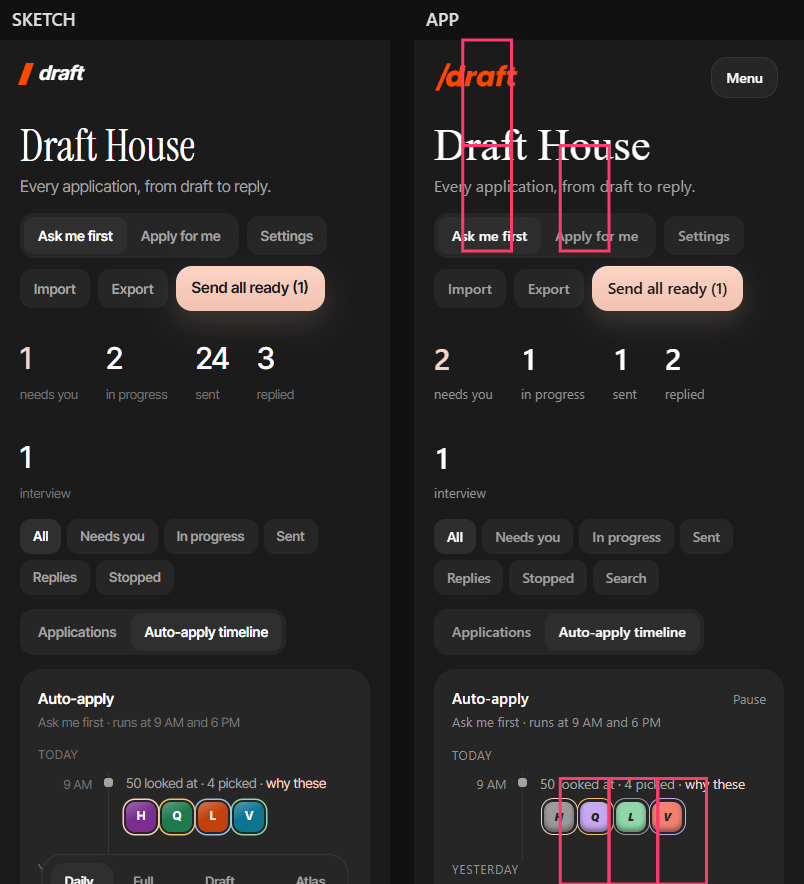 SKETCH
draft
Draft House
Every application, from draft to reply.
Ask me first Apply for me Settings
Import Export Send all ready (1)
1 2 24 3
needs you in progress sent replied
1
interview
All Needs you In progress Sent
Replies Stopped
Applications Auto-apply timeline
Auto-apply
Ask me first · runs at 9 AM and 6 PM
TODAY
9 AM 50 looked at · 4 picked · why these
H Q L V
Daily Full Draft Atlas
APP
/draft Menu
Draft House
Every application, from draft to reply.
Ask me first Apply for me Settings
Import Export Send all ready (1)
2 1 1 2
needs you in progress sent replied
1
interview
All Needs you In progress Sent
Replies Stopped Search
Applications Auto-apply timeline
Auto-apply Pause
Ask me first · runs at 9 AM and 6 PM
TODAY
9 AM 50 looked at · 4 picked · why these
H Q L V
YESTERDAY